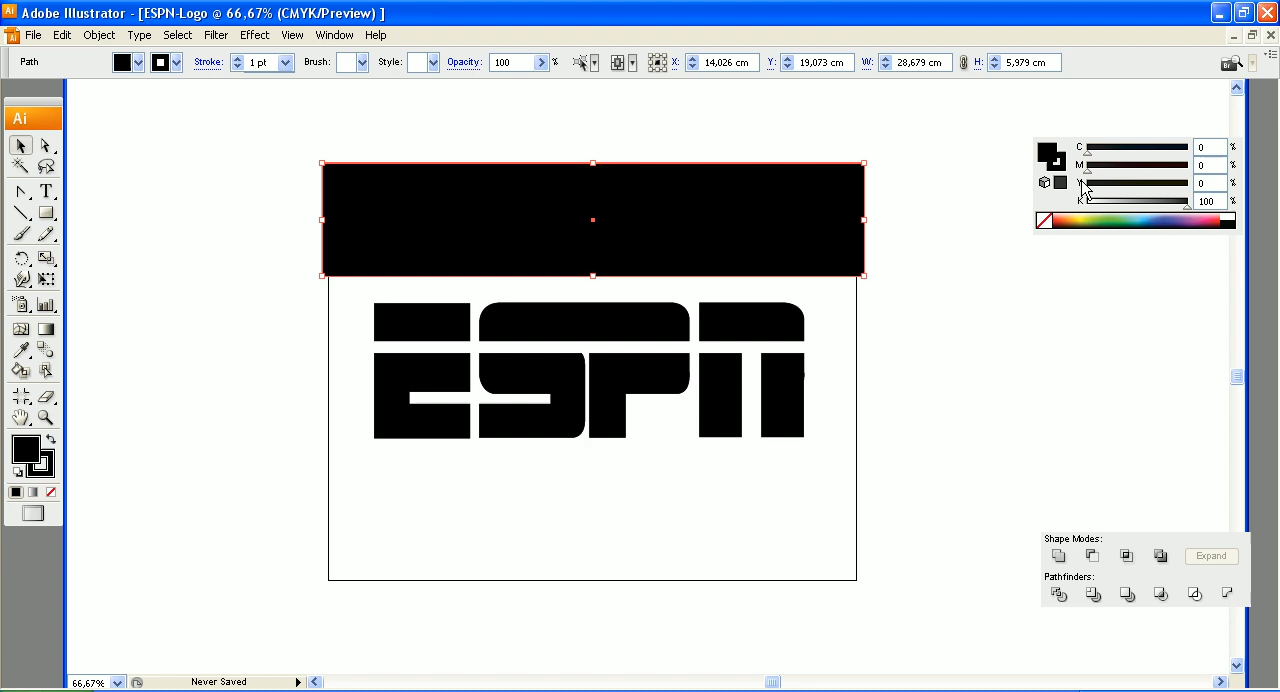 Adobe Illustrator - [ESPN-Logo @ 66,67% (CMYK/Preview) ]
File Edit Object Type Select Filter Effect View Window Help
Path Stroke: 1 pt Brush: Style: Opacity: 100 % X: 14,026 cm Y: 19,073 cm W: 28,679 cm H: 5,979 cm
Ai
C 0 %
M 0 %
Y 0 %
K 100 %
ESPN
Shape Modes:
Expand
Pathfinders:
66,67% Never Saved